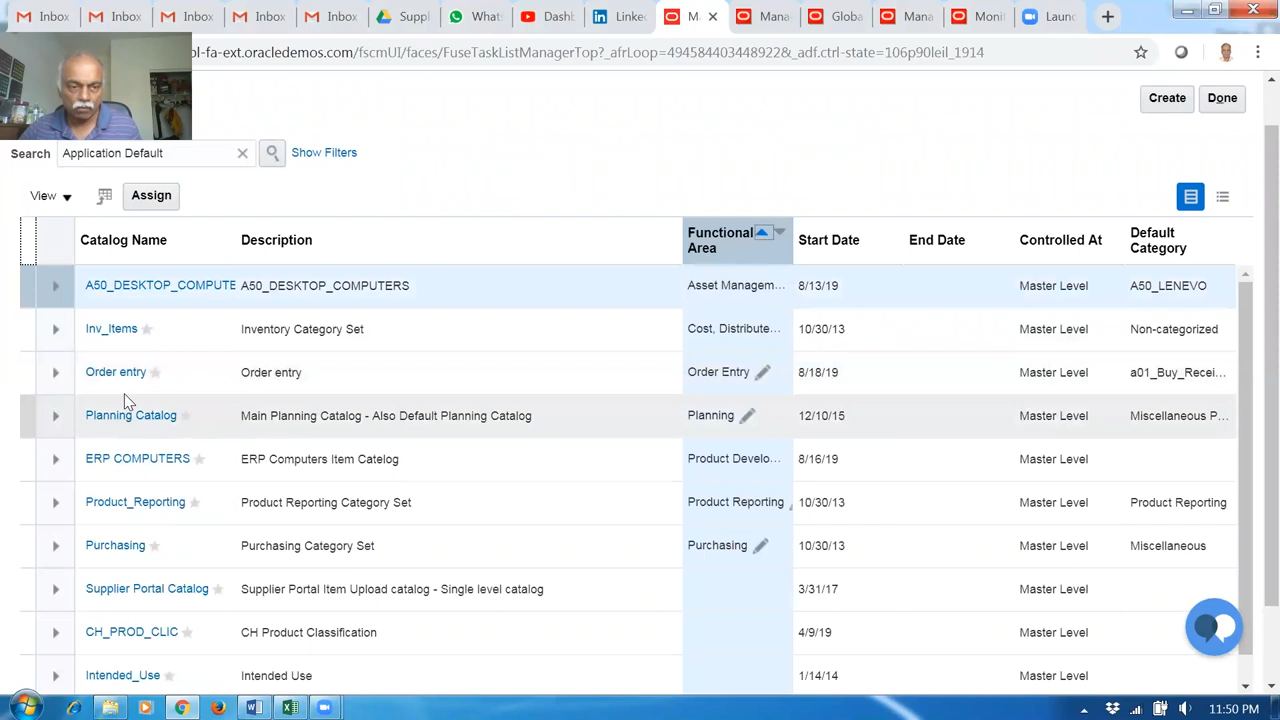 Inbox
Inbox
Inbox
Inbox
Inbox
Suppl
What
Dash
Linke
M
Mana
Globa
Mana
Monit
Laun
ol-fa-ext.oracledemos.com/fscmUI/faces/FuseTaskListManagerTop?_afrLoop=494584403448922&_adf.ctrl-state=106p90leil_1914
Create
Done
Search
Application Default
Show Filters
View
Assign
Catalog Name
Description
Functional Area
Start Date
End Date
Controlled At
Default Category
A50_DESKTOP_COMPUTE A50_DESKTOP_COMPUTERS Asset Managem... 8/13/19 Master Level A50_LENEVO
Inv_Items Inventory Category Set Cost, Distribute... 10/30/13 Master Level Non-categorized
Order entry Order entry Order Entry 8/18/19 Master Level a01_Buy_Recei...
Planning Catalog Main Planning Catalog - Also Default Planning Catalog Planning 12/10/15 Master Level Miscellaneous P...
ERP COMPUTERS ERP Computers Item Catalog Product Develo... 8/16/19 Master Level
Product_Reporting Product Reporting Category Set Product Reporting 10/30/13 Master Level Product Reporting
Purchasing Purchasing Category Set Purchasing 10/30/13 Master Level Miscellaneous
Supplier Portal Catalog Supplier Portal Item Upload catalog - Single level catalog 3/31/17 Master Level
CH_PROD_CLIC CH Product Classification 4/9/19 Master Level
Intended_Use Intended Use 1/14/14 Master Level
11:50 PM